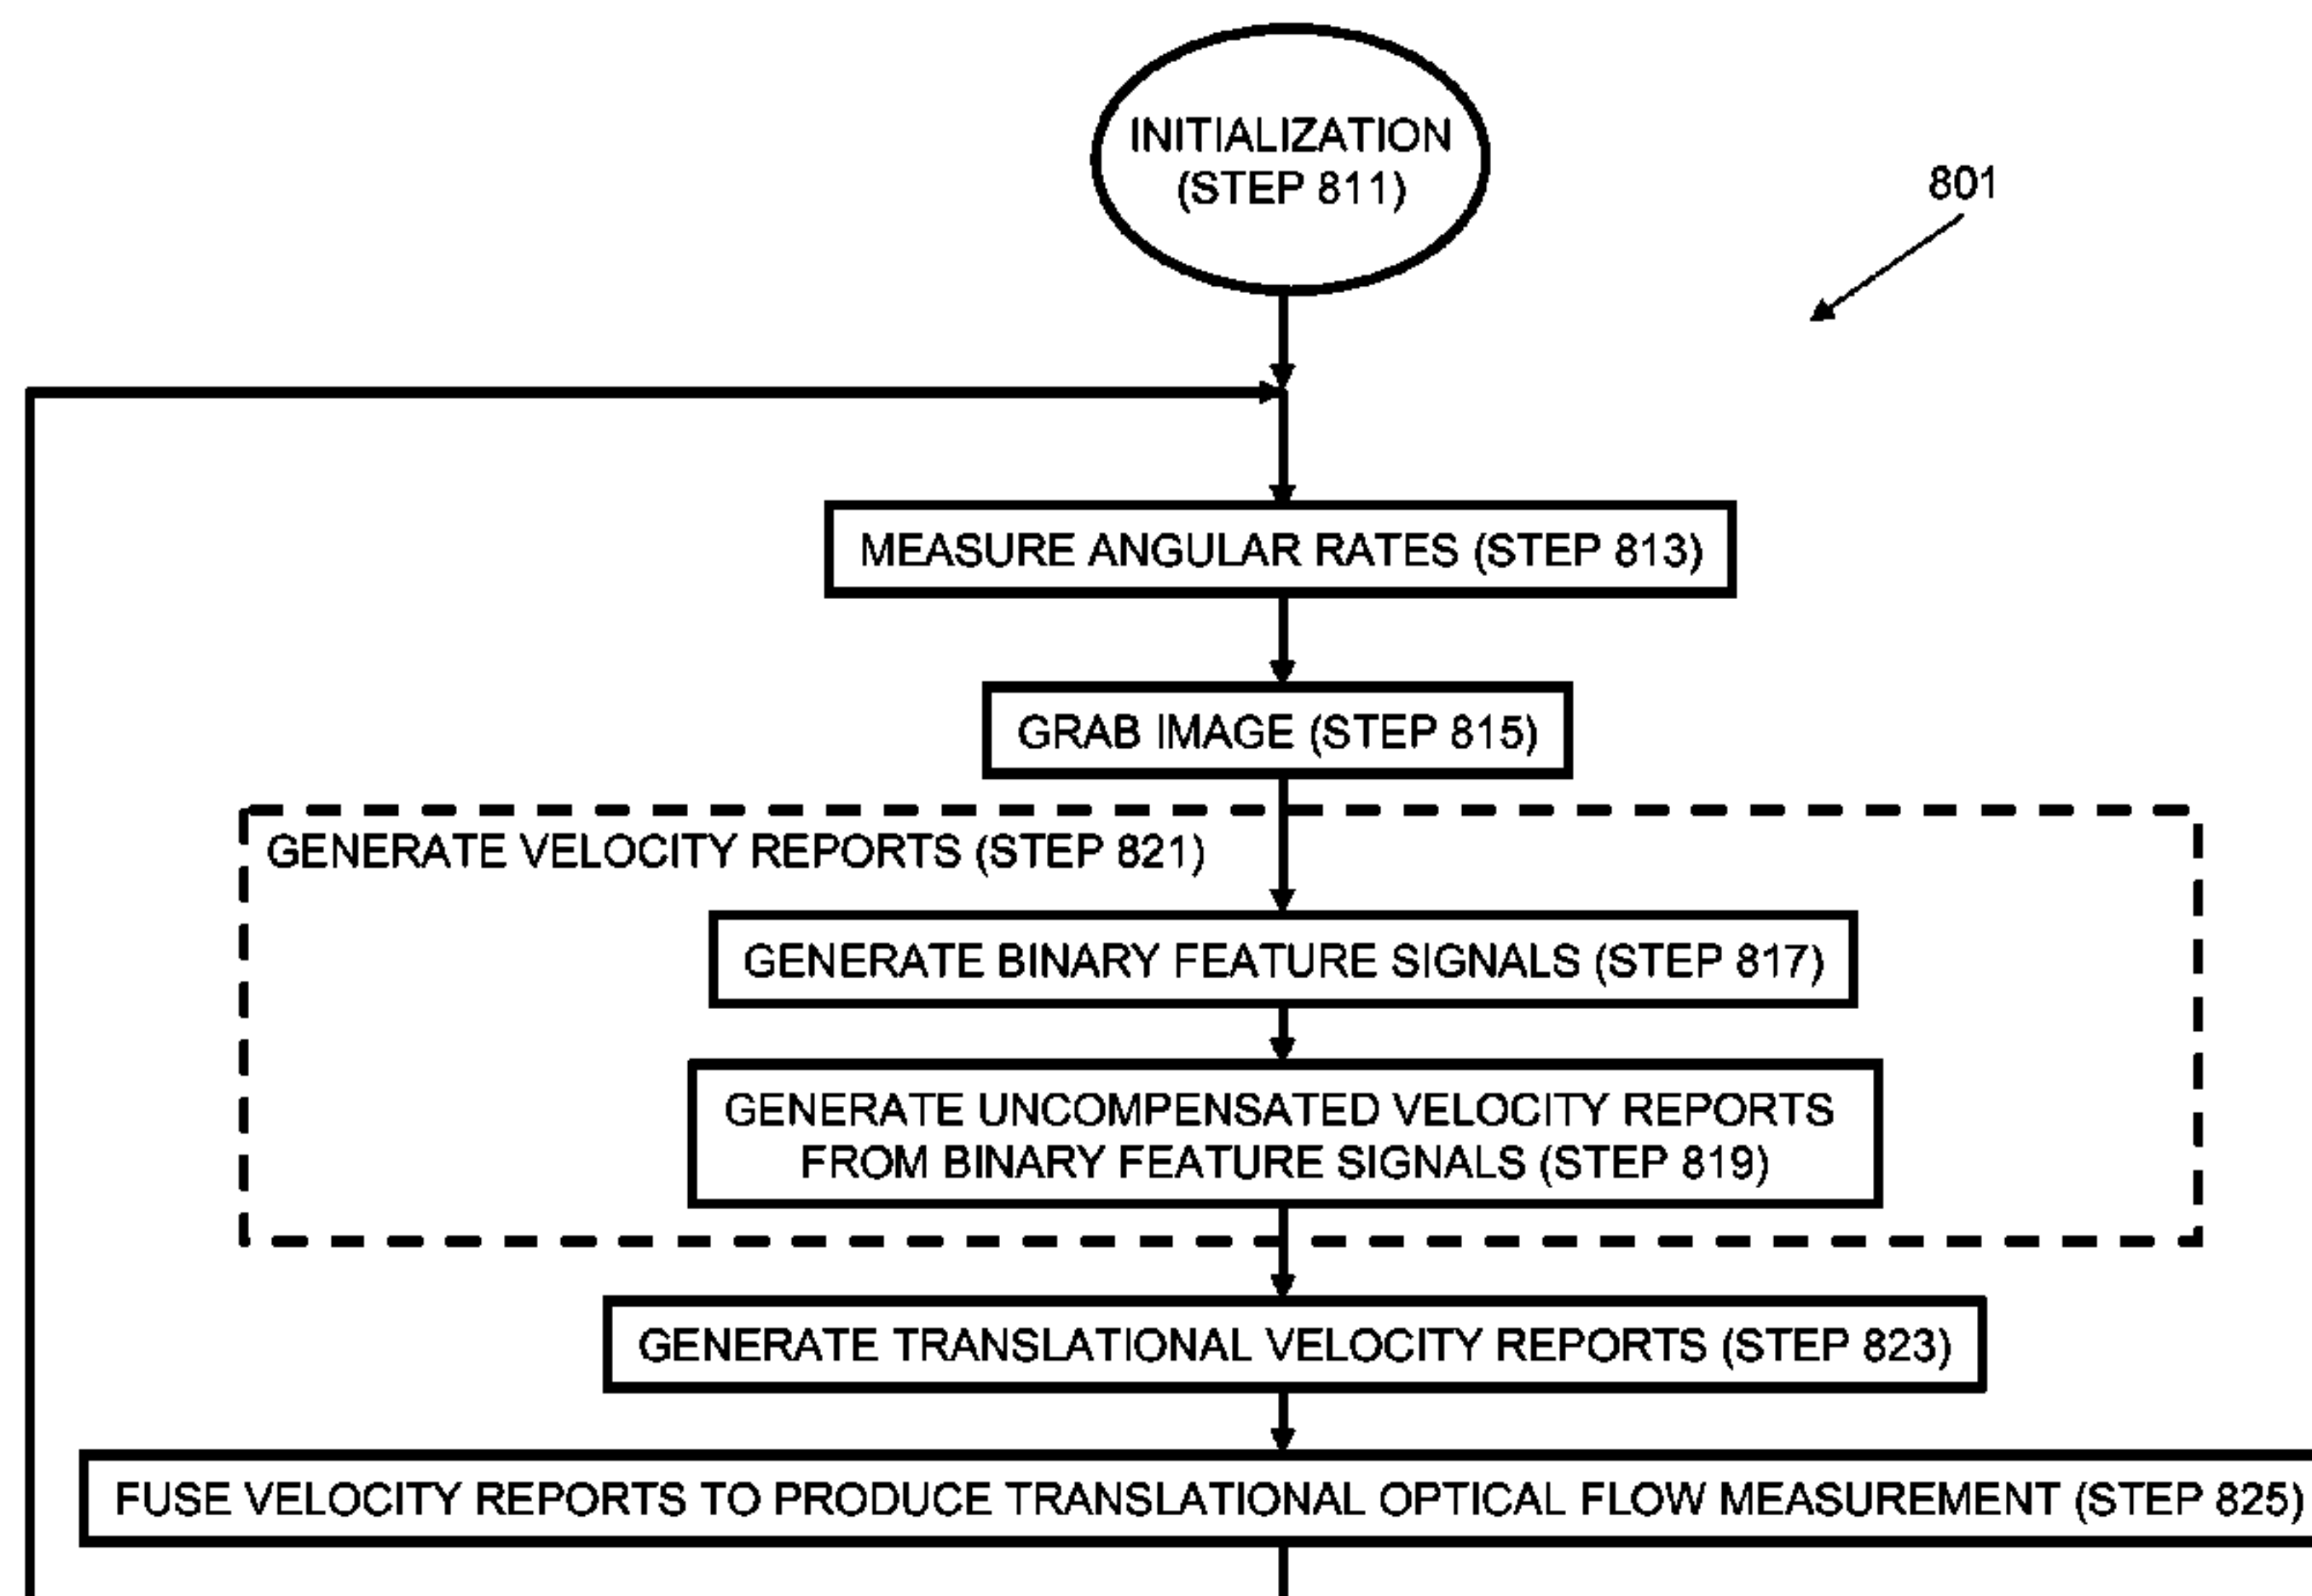 INITIALIZATION
(STEP 811)
801
MEASURE ANGULAR RATES (STEP 813)
GRAB IMAGE (STEP 815)
GENERATE VELOCITY REPORTS (STEP 821)
GENERATE BINARY FEATURE SIGNALS (STEP 817)
GENERATE UNCOMPENSATED VELOCITY REPORTS
FROM BINARY FEATURE SIGNALS (STEP 819)
GENERATE TRANSLATIONAL VELOCITY REPORTS (STEP 823)
FUSE VELOCITY REPORTS TO PRODUCE TRANSLATIONAL OPTICAL FLOW MEASUREMENT (STEP 825)